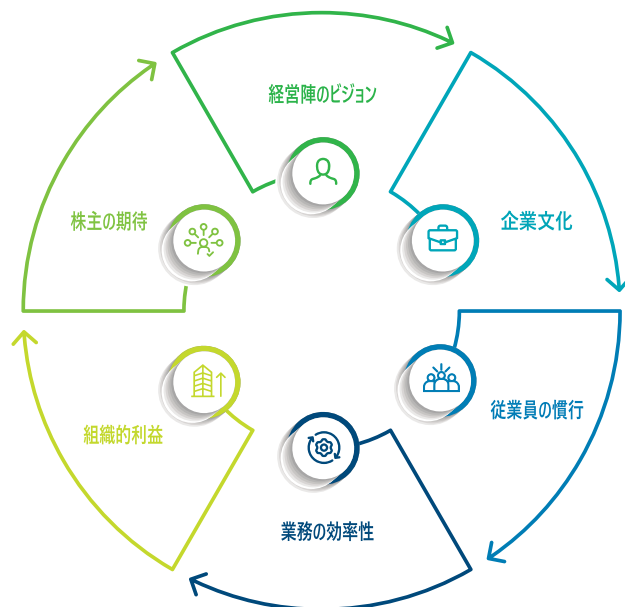 経営陣のビジョン
企業文化
従業員の慣行
業務の効率性
組織的利益
株主の期待